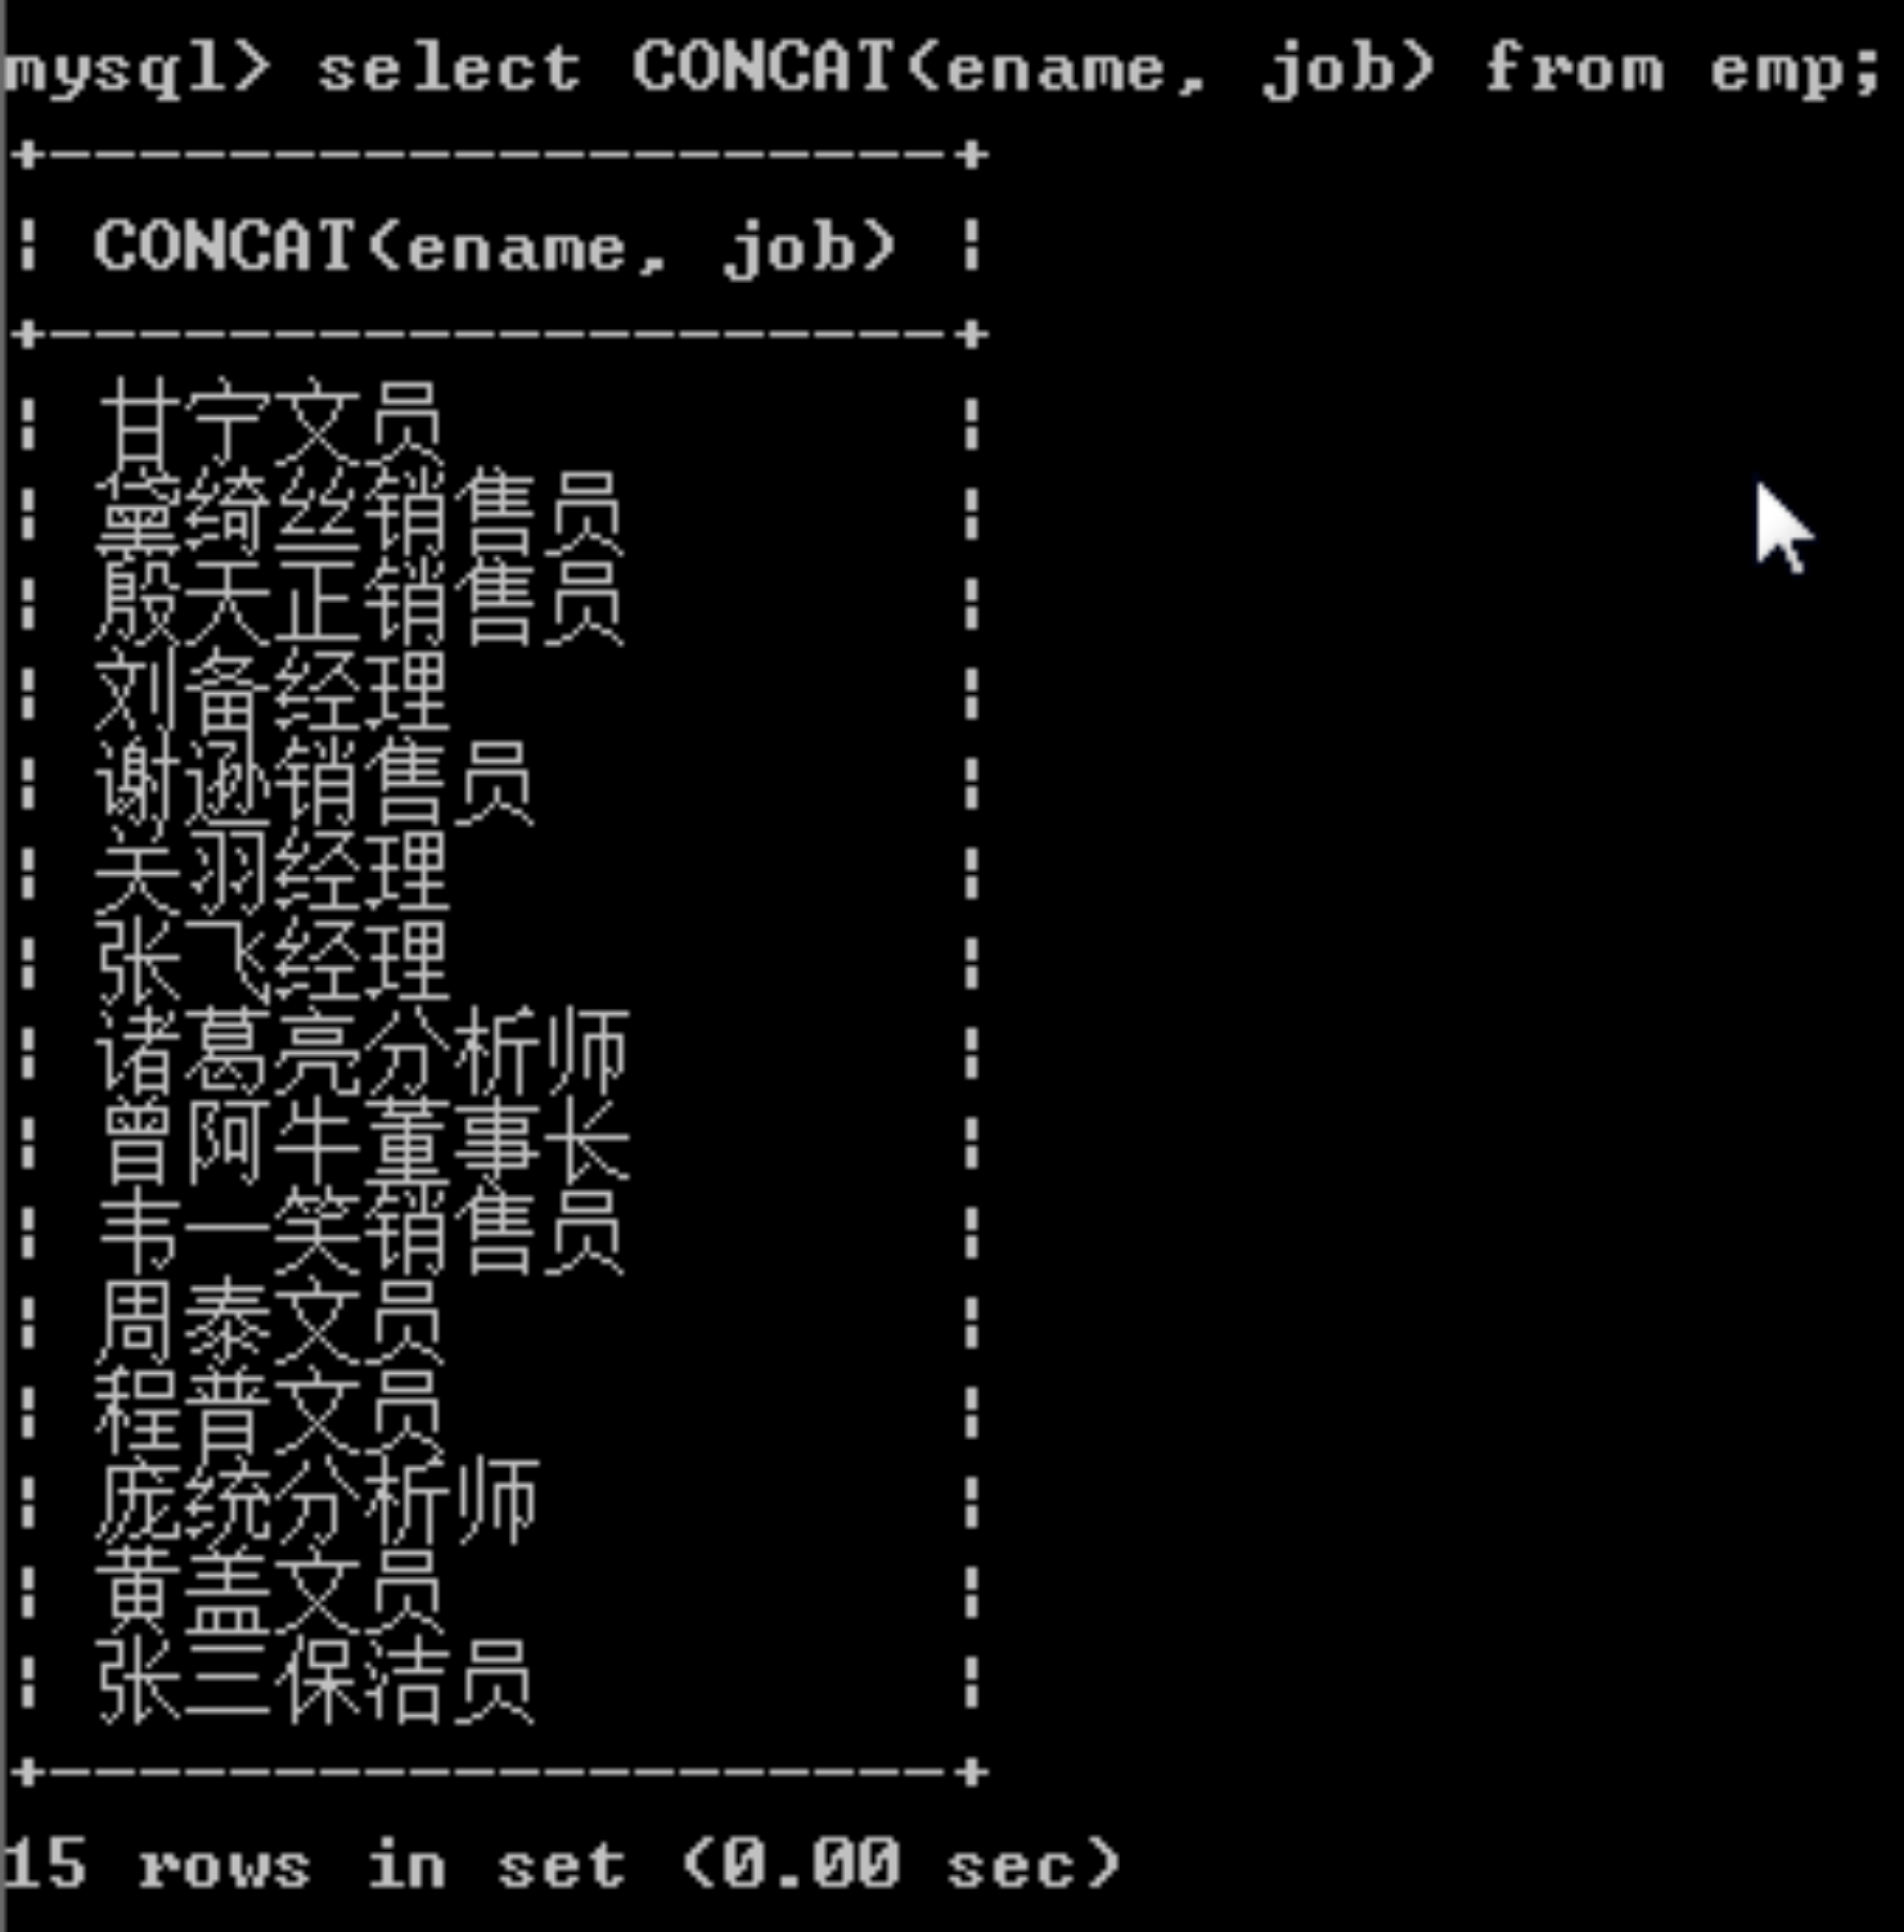 mysql> select CONCAT(ename, job) from emp;
+---------------------+
| CONCAT(ename, job) |
+---------------------+
| 甘宁文员 |
| 黛绮丝销售员 |
| 殷天正销售员 |
| 刘备经理 |
| 谢逊销售员 |
| 关羽经理 |
| 张飞经理 |
| 诸葛亮分析师 |
| 曾阿牛董事长 |
| 韦一笑销售员 |
| 周泰文员 |
| 程普文员 |
| 庞统分析师 |
| 黄盖文员 |
| 张三保洁员 |
+---------------------+
15 rows in set (0.00 sec)